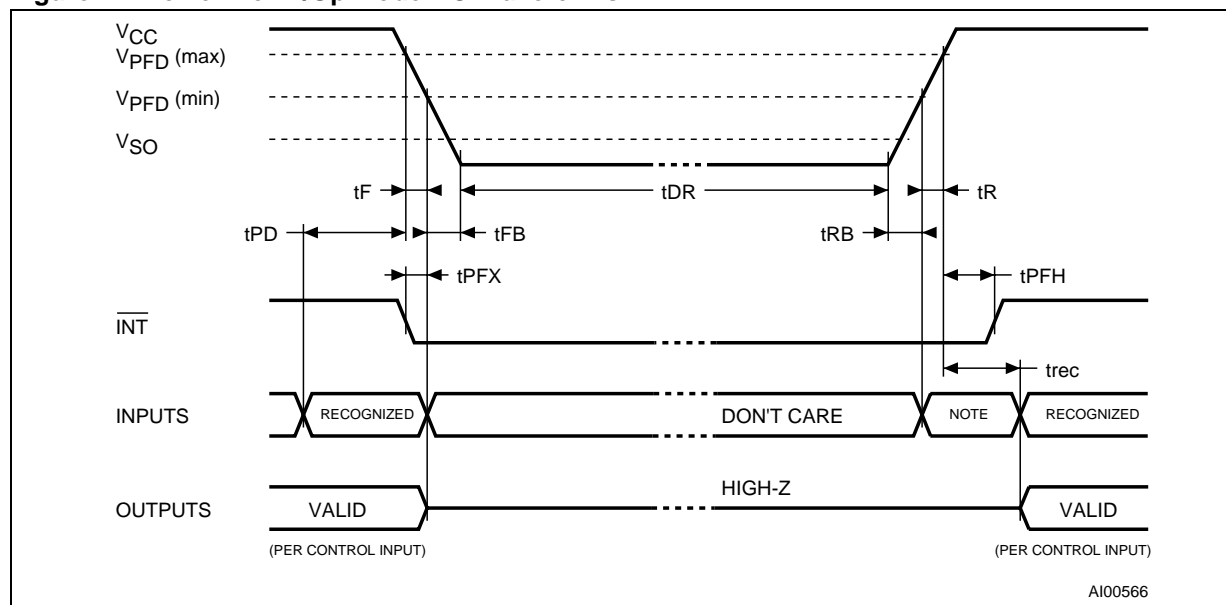 VCC
VPFD (max)
VPFD (min)
VSO
tF
tDR
tR
tPD
tFB
tRB
tPFX
tPFH
INT
trec
INPUTS
RECOGNIZED
DON'T CARE
NOTE
RECOGNIZED
HIGH-Z
OUTPUTS
VALID
VALID
(PER CONTROL INPUT)
(PER CONTROL INPUT)
AI00566